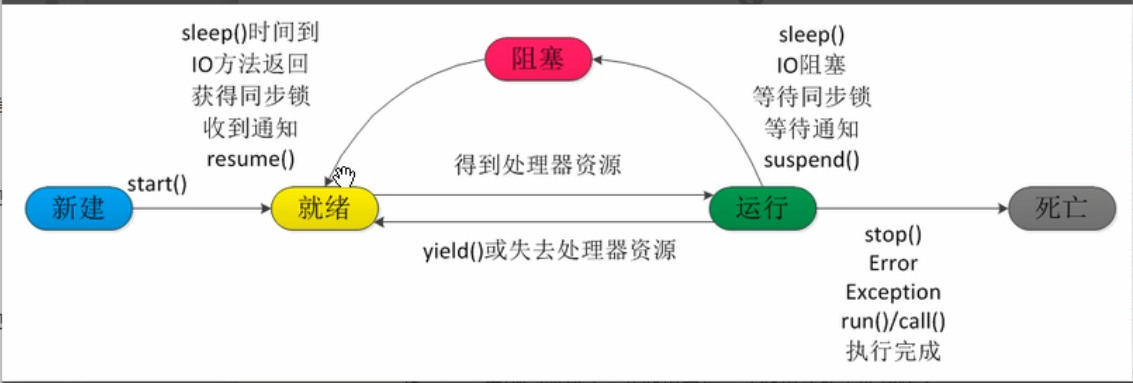 sleep()时间到
IO方法返回
获得同步锁
收到通知
resume()
阻塞
sleep()
IO阻塞
等待同步锁
等待通知
suspend()
start()
得到处理器资源
新建
就绪
运行
死亡
yield()或失去处理器资源
stop()
Error
Exception
run()/call()
执行完成